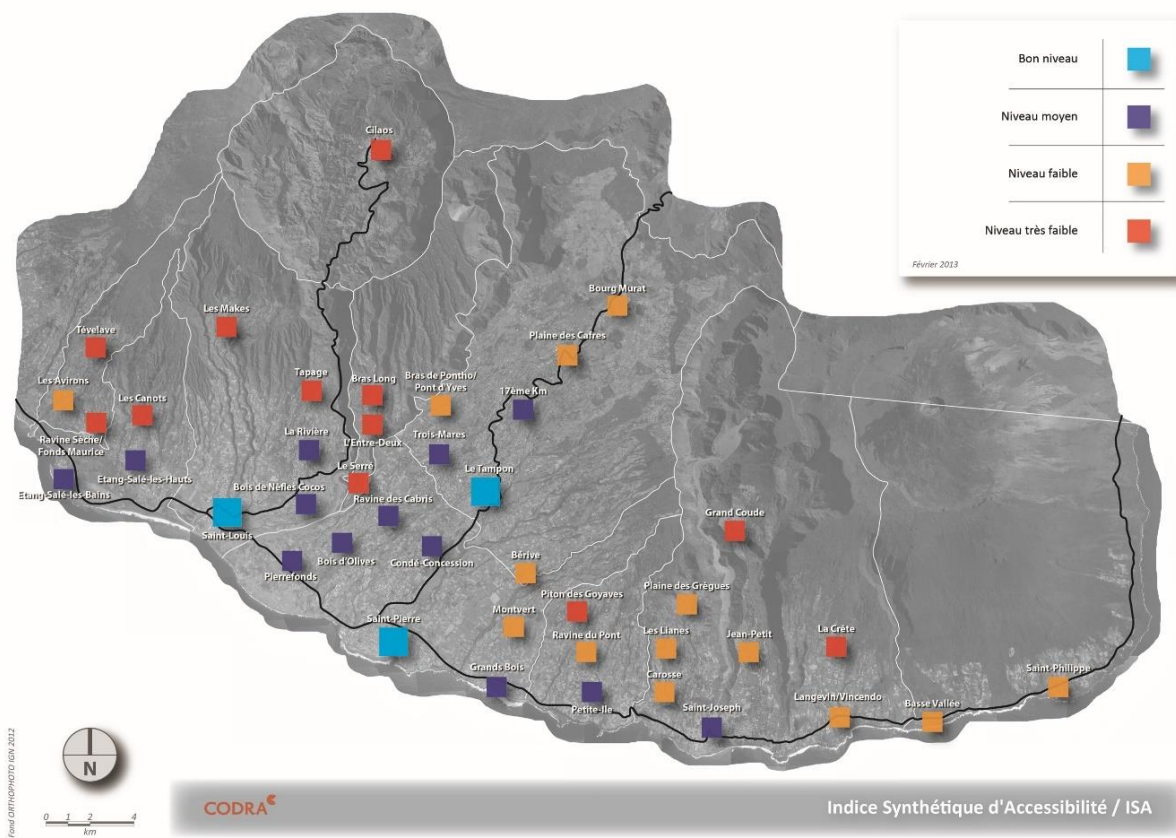 Bon niveau
Niveau moyen
Niveau faible
Niveau très faible
Février 2013
Cilaos
Bourg Murat
Les Makes
Tévelave
Plaine des Cafres
Les Avirons
Tapage
Bras Long
Bras de Pontho/
Pont d'Yves
17ème Km
Les Canots
Ravine Sèche/
Fonds Maurice
La Rivière
L'Entre-Deux
Trois-Mares
Etang-Salé-les-Hauts
Le Serré
Le Tampon
Etang-Salé-les-Bains
Bois de Nèfles Cocos
Ravine des Cabris
Saint-Louis
Grand Coude
Bois d'Olives
Condé-Concession
Pierrefonds
Bérive
Plaine des Grègues
Piton des Goyaves
Montvert
Saint-Pierre
Ravine du Pont
Les Lianes
Jean-Petit
La Crête
Grands Bois
Carosse
Saint-Philippe
Petite-Ile
Saint-Joseph
Langevin/Vincendo
Basse Vallée
Fond ORTHOPHOTO IGN 2012
N
0 1 2 4
km
CODRA
Indice Synthétique d'Accessibilité / ISA